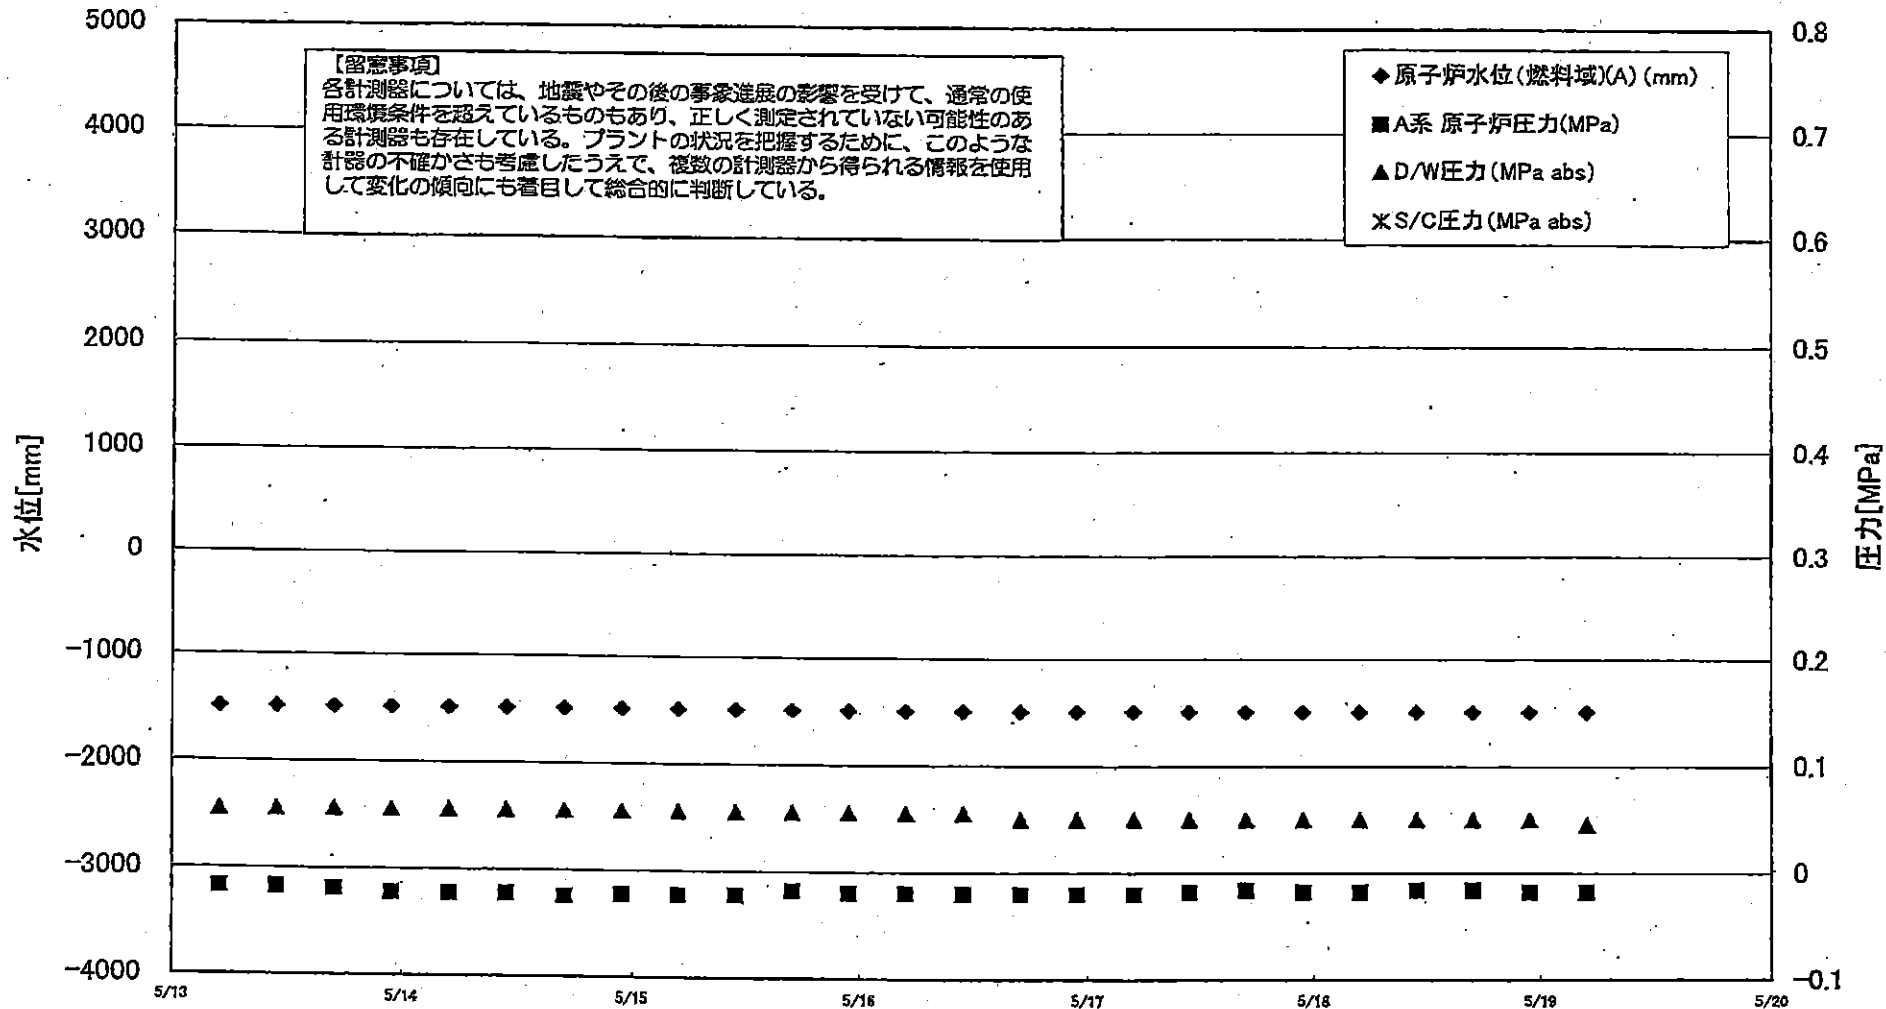 5000
4000
3000
2000
1000
0
-1000
-2000
-3000
-4000
水位[mm]
【留意事項】
各計測器については、地震やその後の事象進展の影響を受けて、通常の使
用環境条件を超えているものもあり、正しく測定されていない可能性のあ
る計測器も存在している。プラントの状況を把握するために、このような
計器の不確かさも考慮したうえで、複数の計測器から得られる情報を使用
して変化の傾向にも着目して総合的に判断している。
◆原子炉水位(燃料域)(A) (mm)
■A系 原子炉圧力(MPa)
▲D/W圧力(MPa abs)
ж S/C圧力(MPa abs)
0.8
0.7
0.6
0.5
0.4
0.3
0.2
0.1
0
-0.1
圧力[MPa]
5/13 5/14 5/15 5/16 5/17 5/18 5/19 5/20